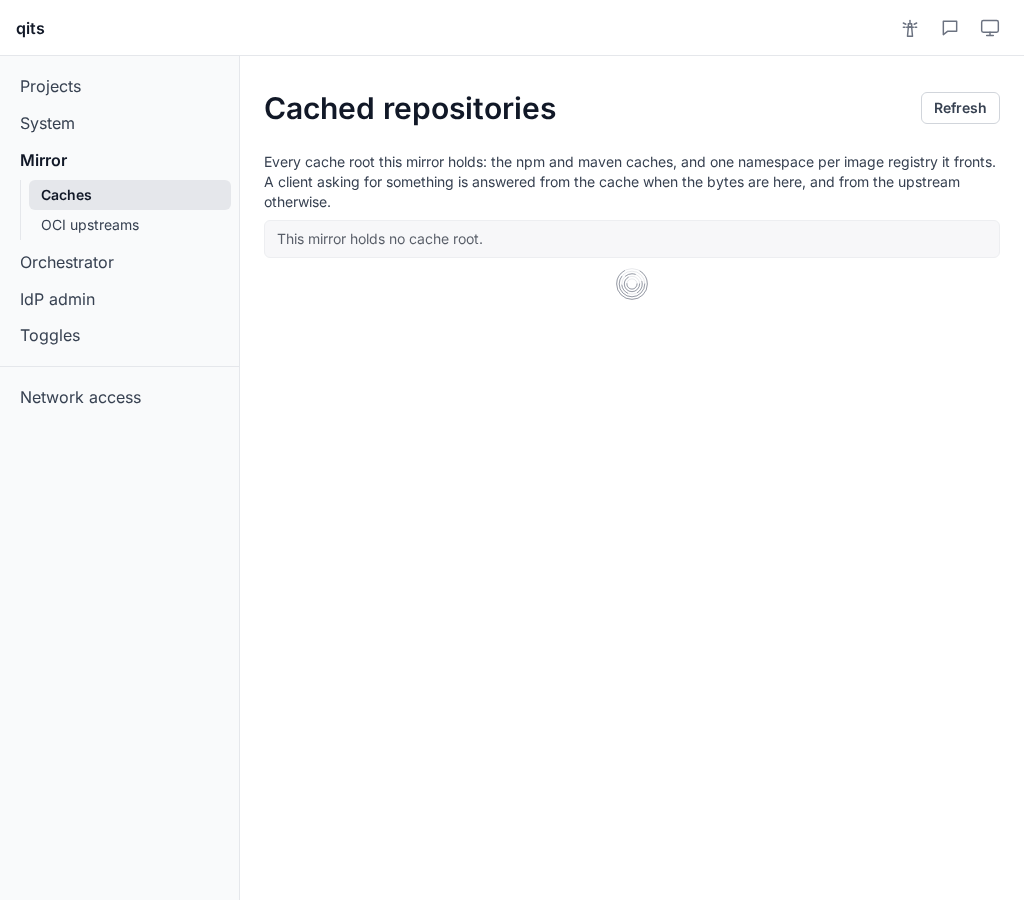 qits
Projects
System
Mirror
Caches
OCI upstreams
Orchestrator
IdP admin
Toggles
Network access
Cached repositories
Refresh
Every cache root this mirror holds: the npm and maven caches, and one namespace per image registry it fronts.
A client asking for something is answered from the cache when the bytes are here, and from the upstream
otherwise.
This mirror holds no cache root.